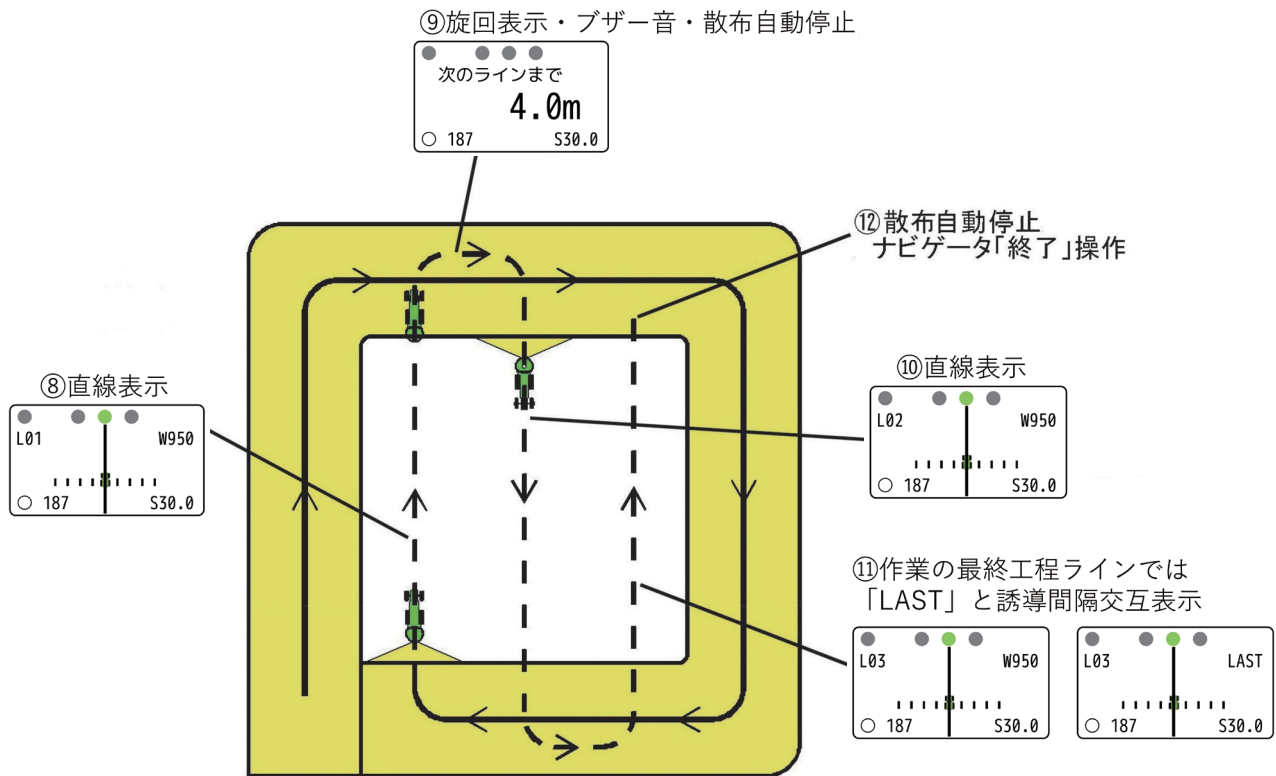 ⑨旋回表示・ブザー音・散布自動停止
次のラインまで
4.0m
187 S30.0
⑫散布自動停止
ナビゲータ「終了」操作
⑧直線表示
L01 W950
187 S30.0
⑩直線表示
L02 W950
187 S30.0
⑪作業の最終工程ラインでは
「LAST」と誘導間隔交互表示
L03 W950
187 S30.0
L03 LAST
187 S30.0